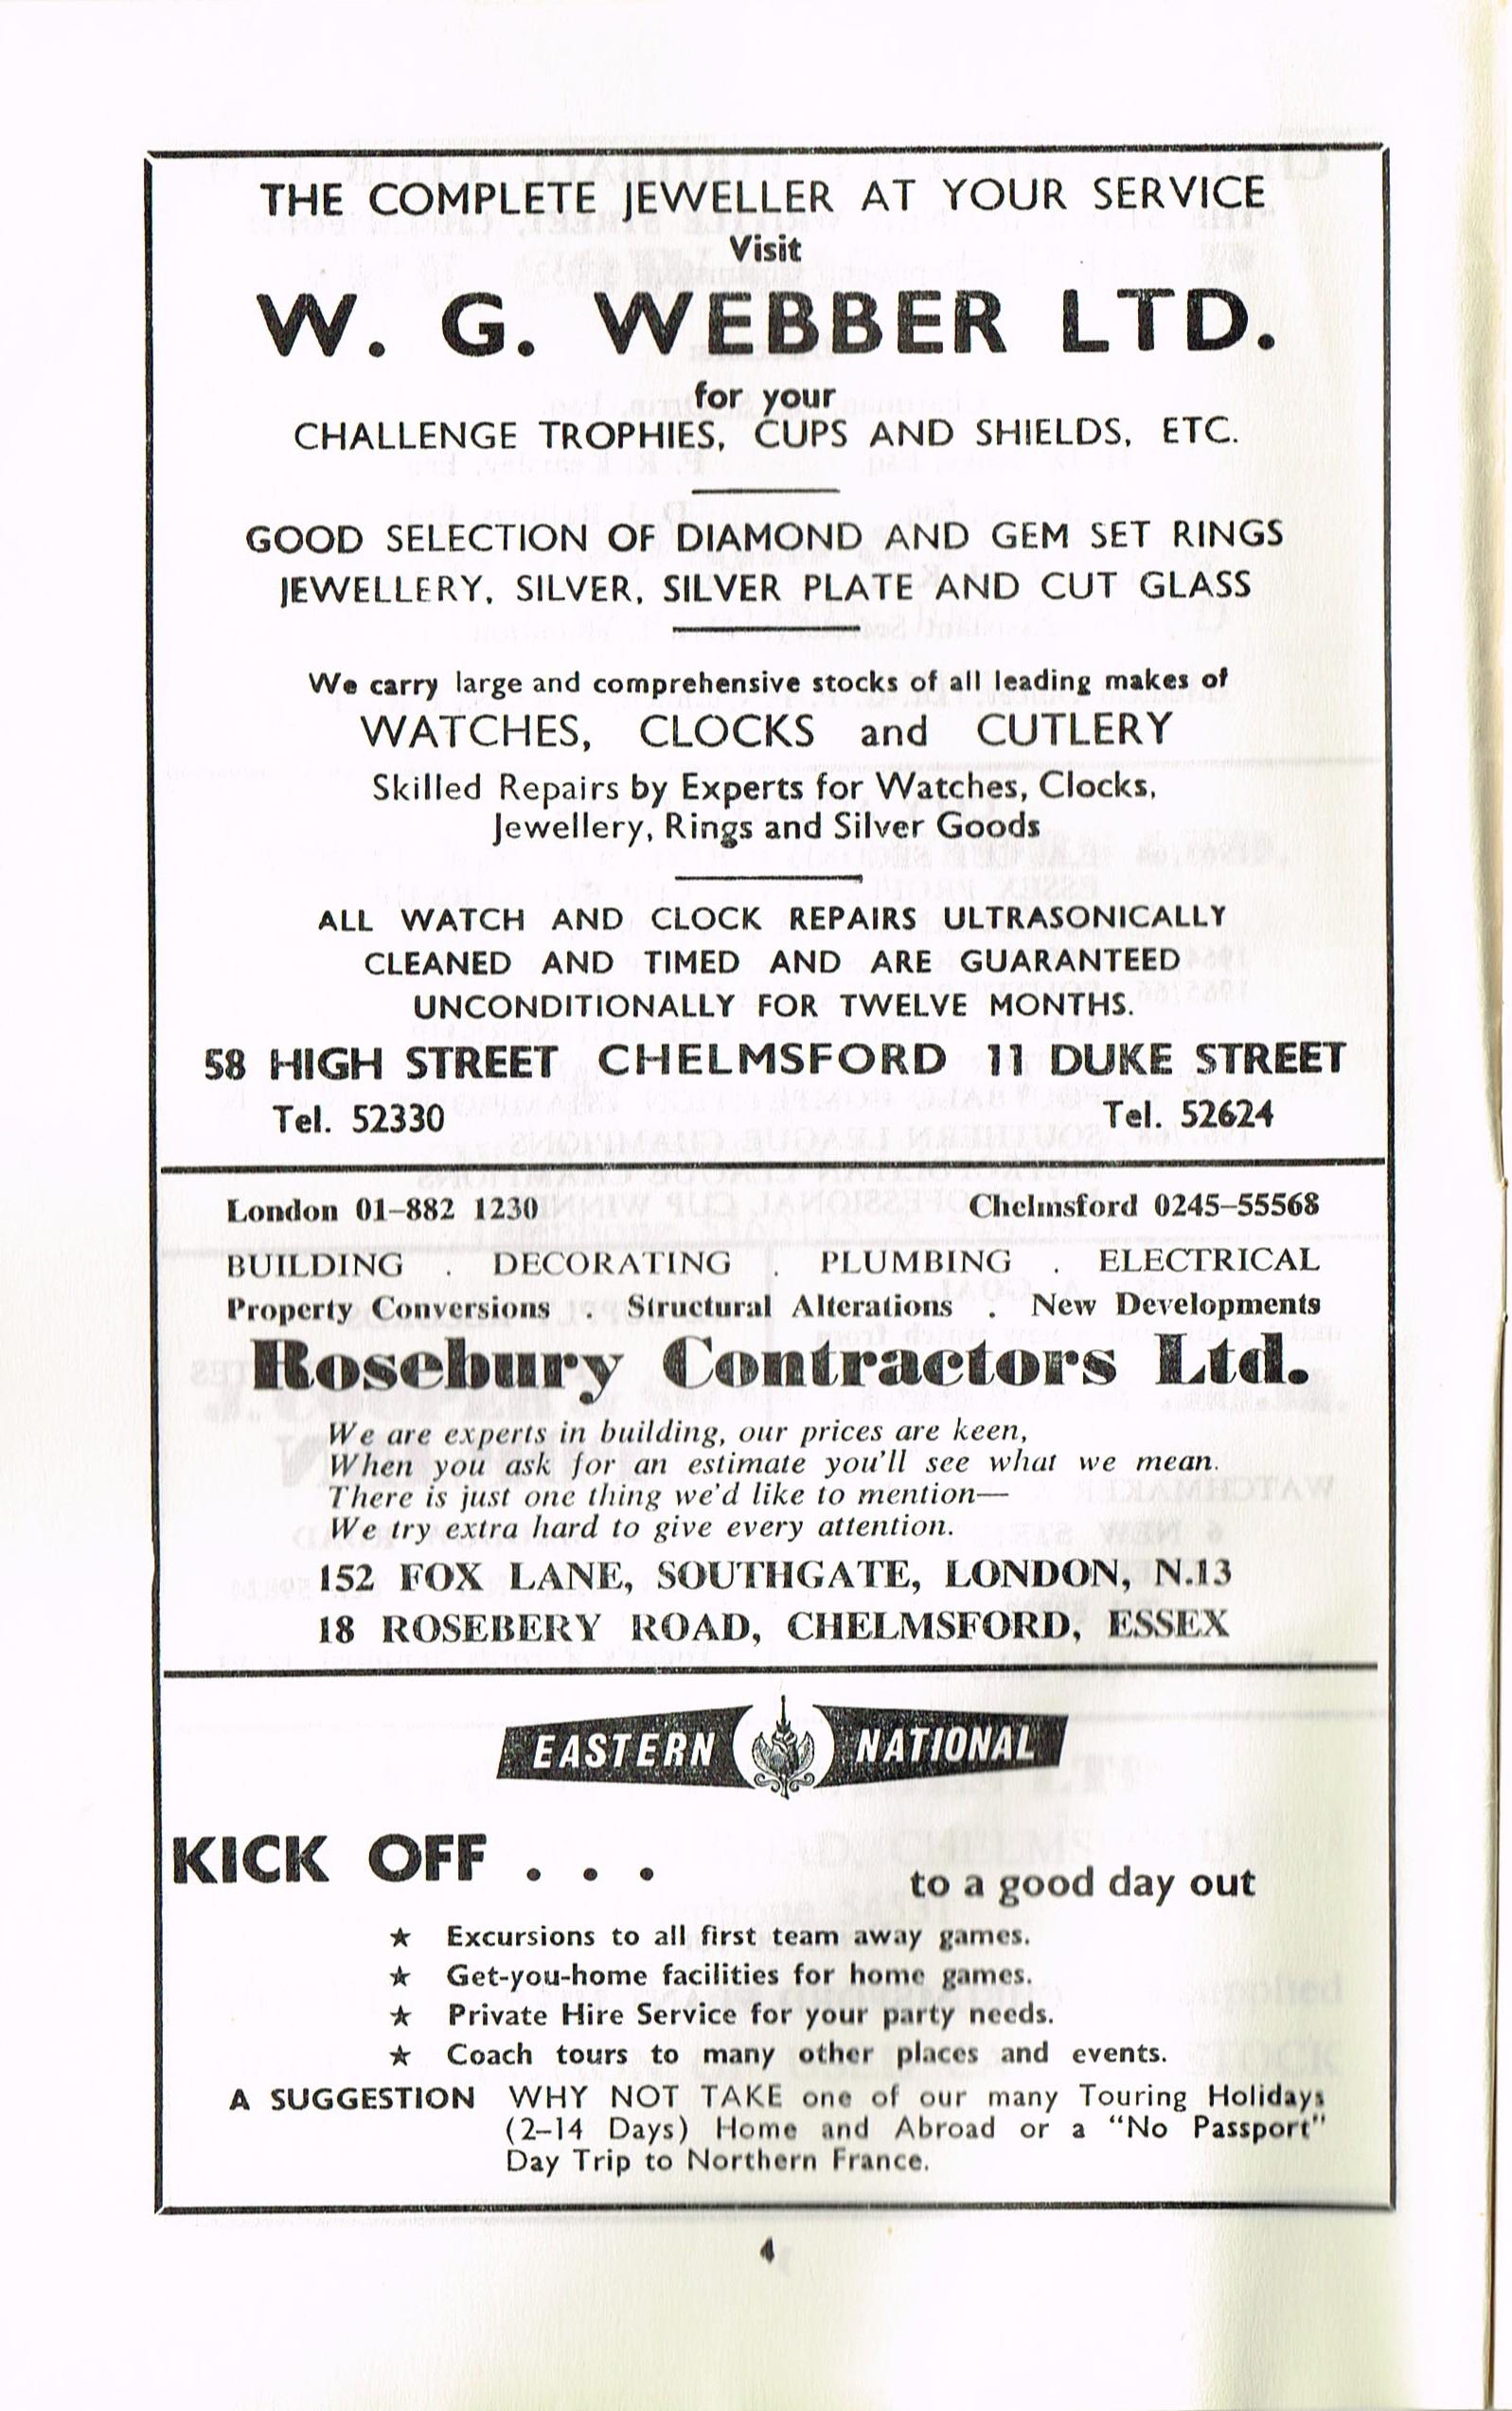 THE COMPLETE JEWELLER AT YOUR SERVICE
Visit
W. G. WEBBER LTD.
for your
CHALLENGE TROPHIES, CUPS AND SHIELDS, ETC.
GOOD SELECTION OF DIAMOND AND GEM SET RINGS
JEWELLERY, SILVER, SILVER PLATE AND CUT GLASS
We carry large and comprehensive stocks of all leading makes of
WATCHES, CLOCKS and CUTLERY
Skilled Repairs by Experts for Watches, Clocks,
Jewellery, Rings and Silver Goods
ALL WATCH AND CLOCK REPAIRS ULTRASONICALLY
CLEANED AND TIMED AND ARE GUARANTEED
UNCONDITIONALLY FOR TWELVE MONTHS.
58 HIGH STREET CHELMSFORD 11 DUKE STREET
Tel. 52330 Tel. 52624
London 01–882 1230 Chelmsford 0245–55568
BUILDING . DECORATING . PLUMBING . ELECTRICAL
Property Conversions . Structural Alterations . New Developments
Rosebury Contractors Ltd.
We are experts in building, our prices are keen,
When you ask for an estimate you'll see what we mean.
There is just one thing we'd like to mention—
We try extra hard to give every attention.
152 FOX LANE, SOUTHGATE, LONDON, N.13
18 ROSEBERY ROAD, CHELMSFORD, ESSEX
EASTERN NATIONAL
KICK OFF . . .
to a good day out
★ Excursions to all first team away games.
★ Get-you-home facilities for home games.
★ Private Hire Service for your party needs.
★ Coach tours to many other places and events.
A SUGGESTION WHY NOT TAKE one of our many Touring Holidays
(2–14 Days) Home and Abroad or a "No Passport"
Day Trip to Northern France.
4